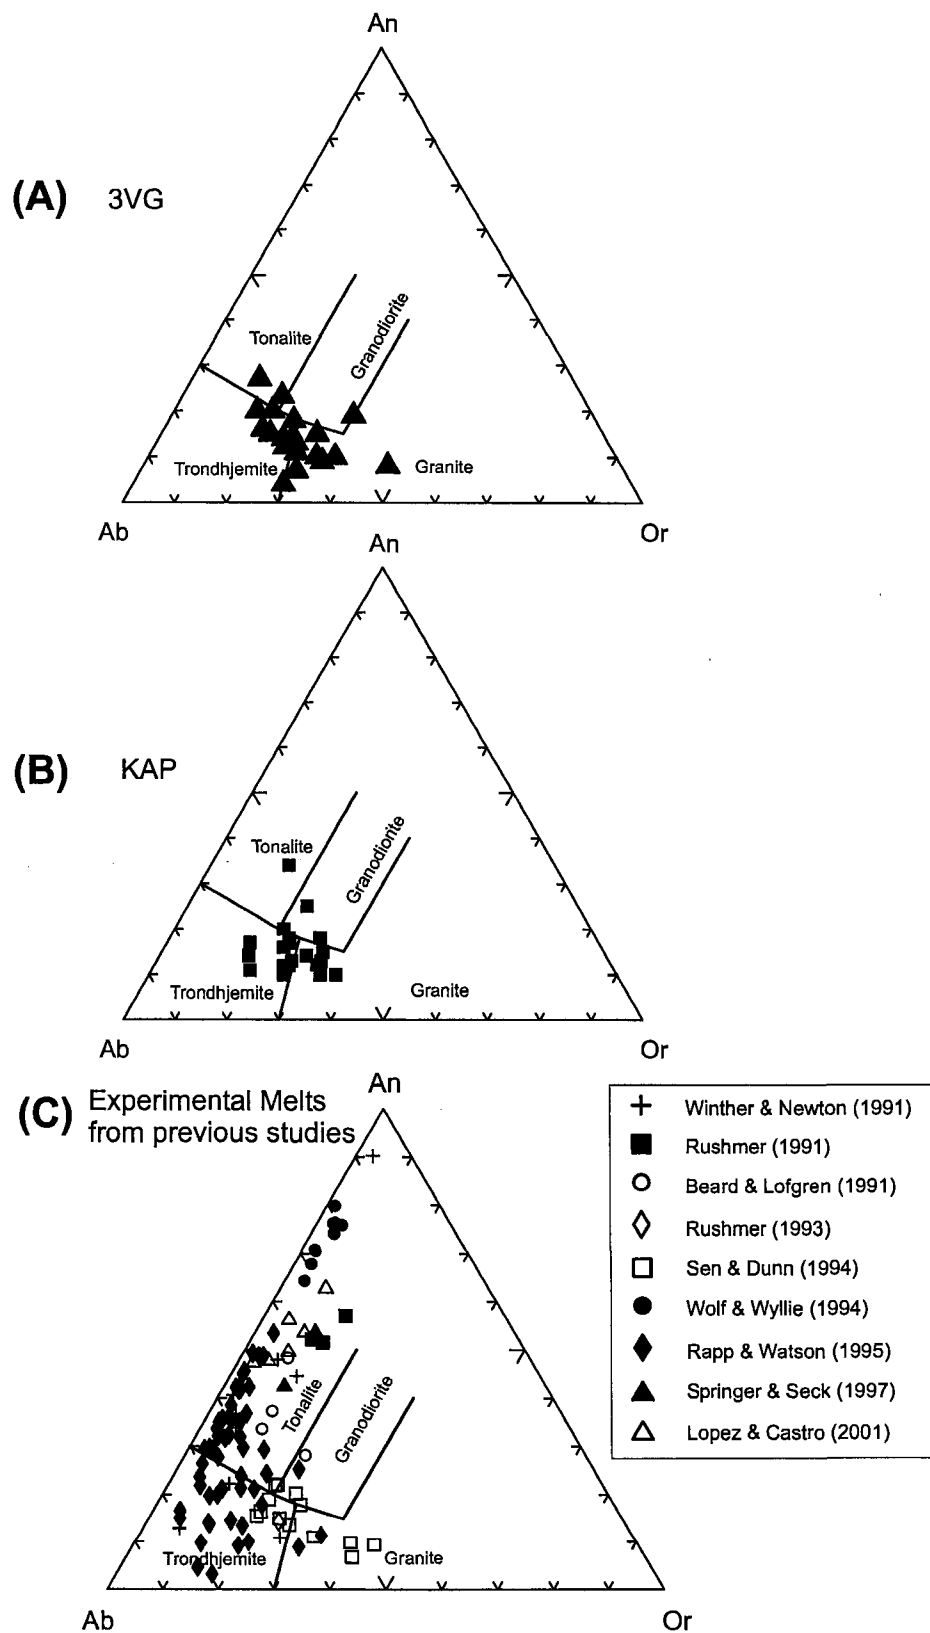 An
(A) 3VG
Tonalite
Granodiorite
Trondhjemite
Granite
Ab
Or
An
(B) KAP
Tonalite
Granodiorite
Trondhjemite
Granite
Ab
Or
An
(C) Experimental Melts
from previous studies
Tonalite
Granodiorite
Trondhjemite
Granite
Ab
Or
Winther & Newton (1991)
Rushmer (1991)
Beard & Lofgren (1991)
Rushmer (1993)
Sen & Dunn (1994)
Wolf & Wyllie (1994)
Rapp & Watson (1995)
Springer & Seck (1997)
Lopez & Castro (2001)